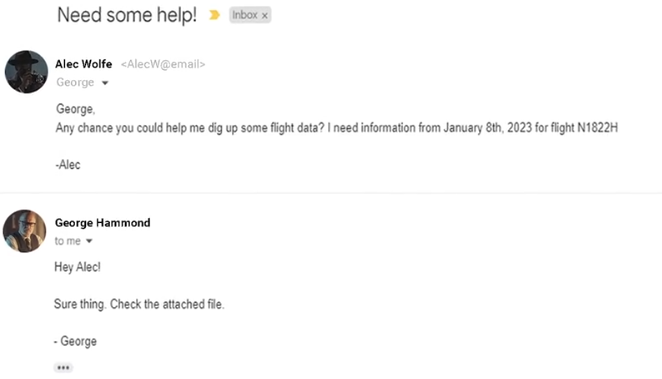 Need some help! Inbox x
Alec Wolfe <AlecW@email>
George
George,
Any chance you could help me dig up some flight data? I need information from January 8th, 2023 for flight N1822H
-Alec
George Hammond
to me
Hey Alec!
Sure thing. Check the attached file.
- George
•••